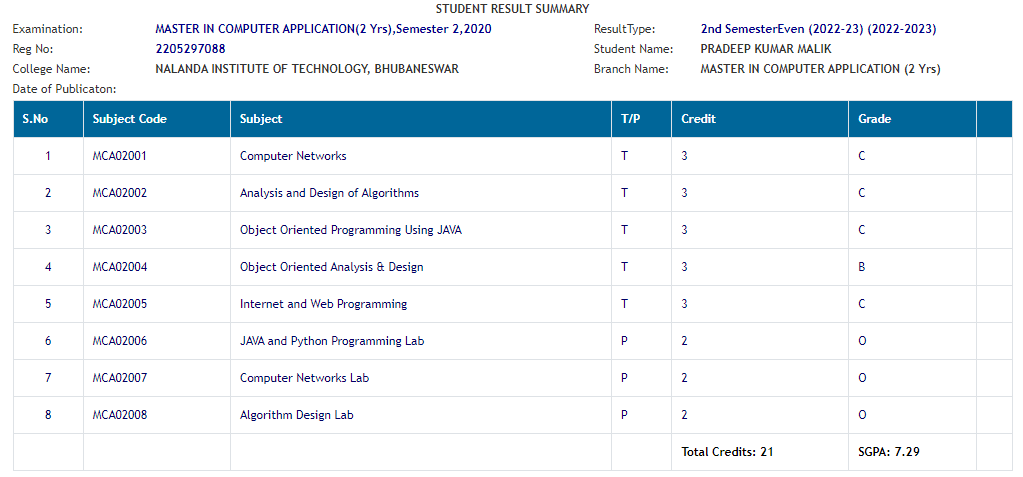 STUDENT RESULT SUMMARY
Examination: MASTER IN COMPUTER APPLICATION(2 Yrs),Semester 2,2020 ResultType: 2nd SemesterEven (2022-23) (2022-2023)
Reg No: 2205297088 Student Name: PRADEEP KUMAR MALIK
College Name: NALANDA INSTITUTE OF TECHNOLOGY, BHUBANESWAR Branch Name: MASTER IN COMPUTER APPLICATION (2 Yrs)
Date of Publicaton:
S.No Subject Code Subject T/P Credit Grade
1 MCA02001 Computer Networks T 3 C
2 MCA02002 Analysis and Design of Algorithms T 3 C
3 MCA02003 Object Oriented Programming Using JAVA T 3 C
4 MCA02004 Object Oriented Analysis & Design T 3 B
5 MCA02005 Internet and Web Programming T 3 C
6 MCA02006 JAVA and Python Programming Lab P 2 O
7 MCA02007 Computer Networks Lab P 2 O
8 MCA02008 Algorithm Design Lab P 2 O
Total Credits: 21 SGPA: 7.29